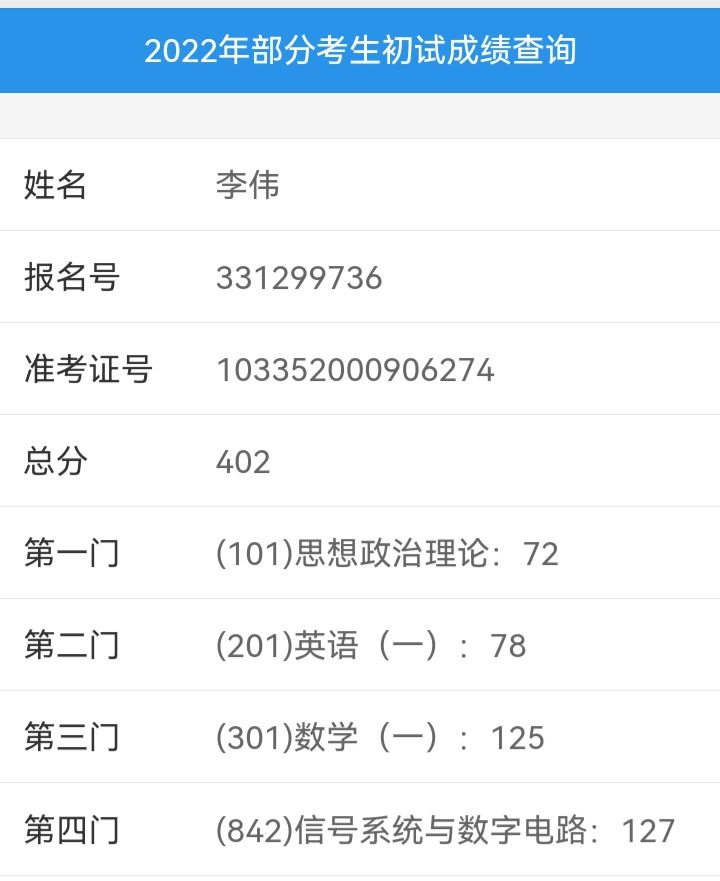 2022年部分考生初试成绩查询
姓名 李伟
报名号 331299736
准考证号 103352000906274
总分 402
第一门 (101)思想政治理论：72
第二门 (201)英语（一）：78
第三门 (301)数学（一）：125
第四门 (842)信号系统与数字电路：127